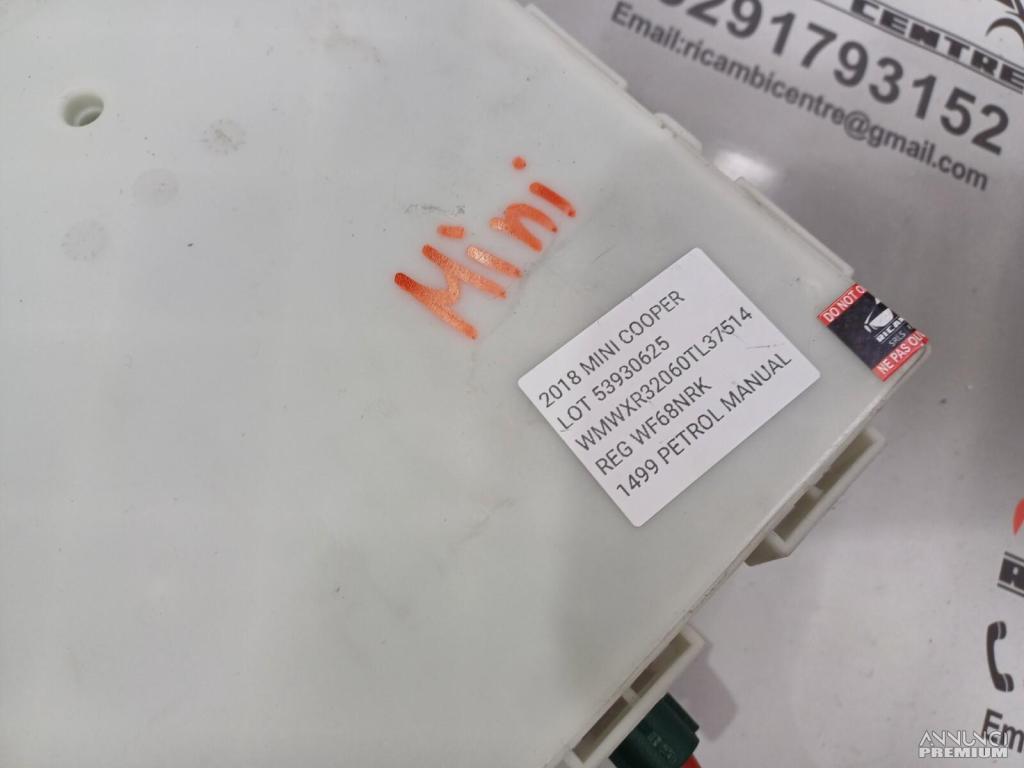 CENTRE
3291793152
Email:ricambicentre@gmail.com
Mini
2018 MINI COOPER
LOT 53930625
WMWXR32060TL37514
REG WF68NRK
1499 PETROL MANUAL
DO NOT
NE PAS
Em
ANNUNCI
PREMIUM